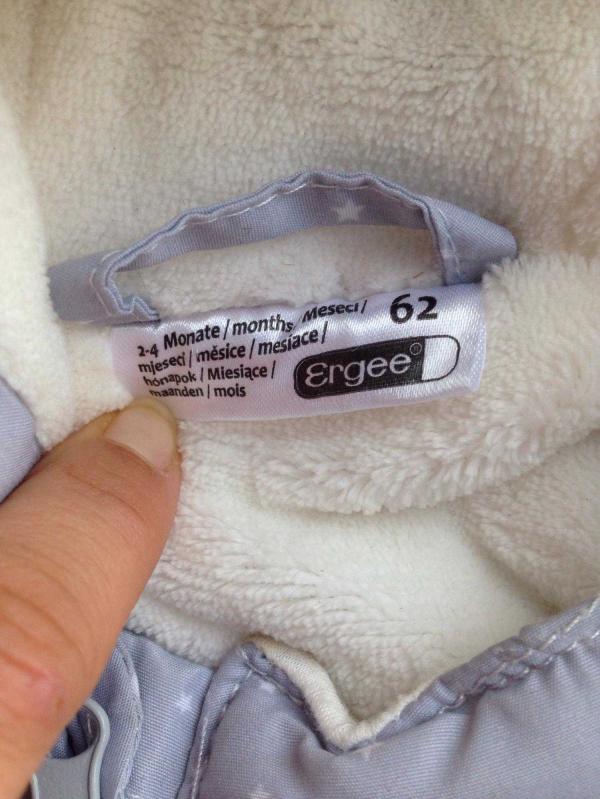 2-4 Monate / months / Meseci / 62
mjeseci / měsíce / mesiace /
hónapok / Miesiące /
maanden / mois
Ergee®